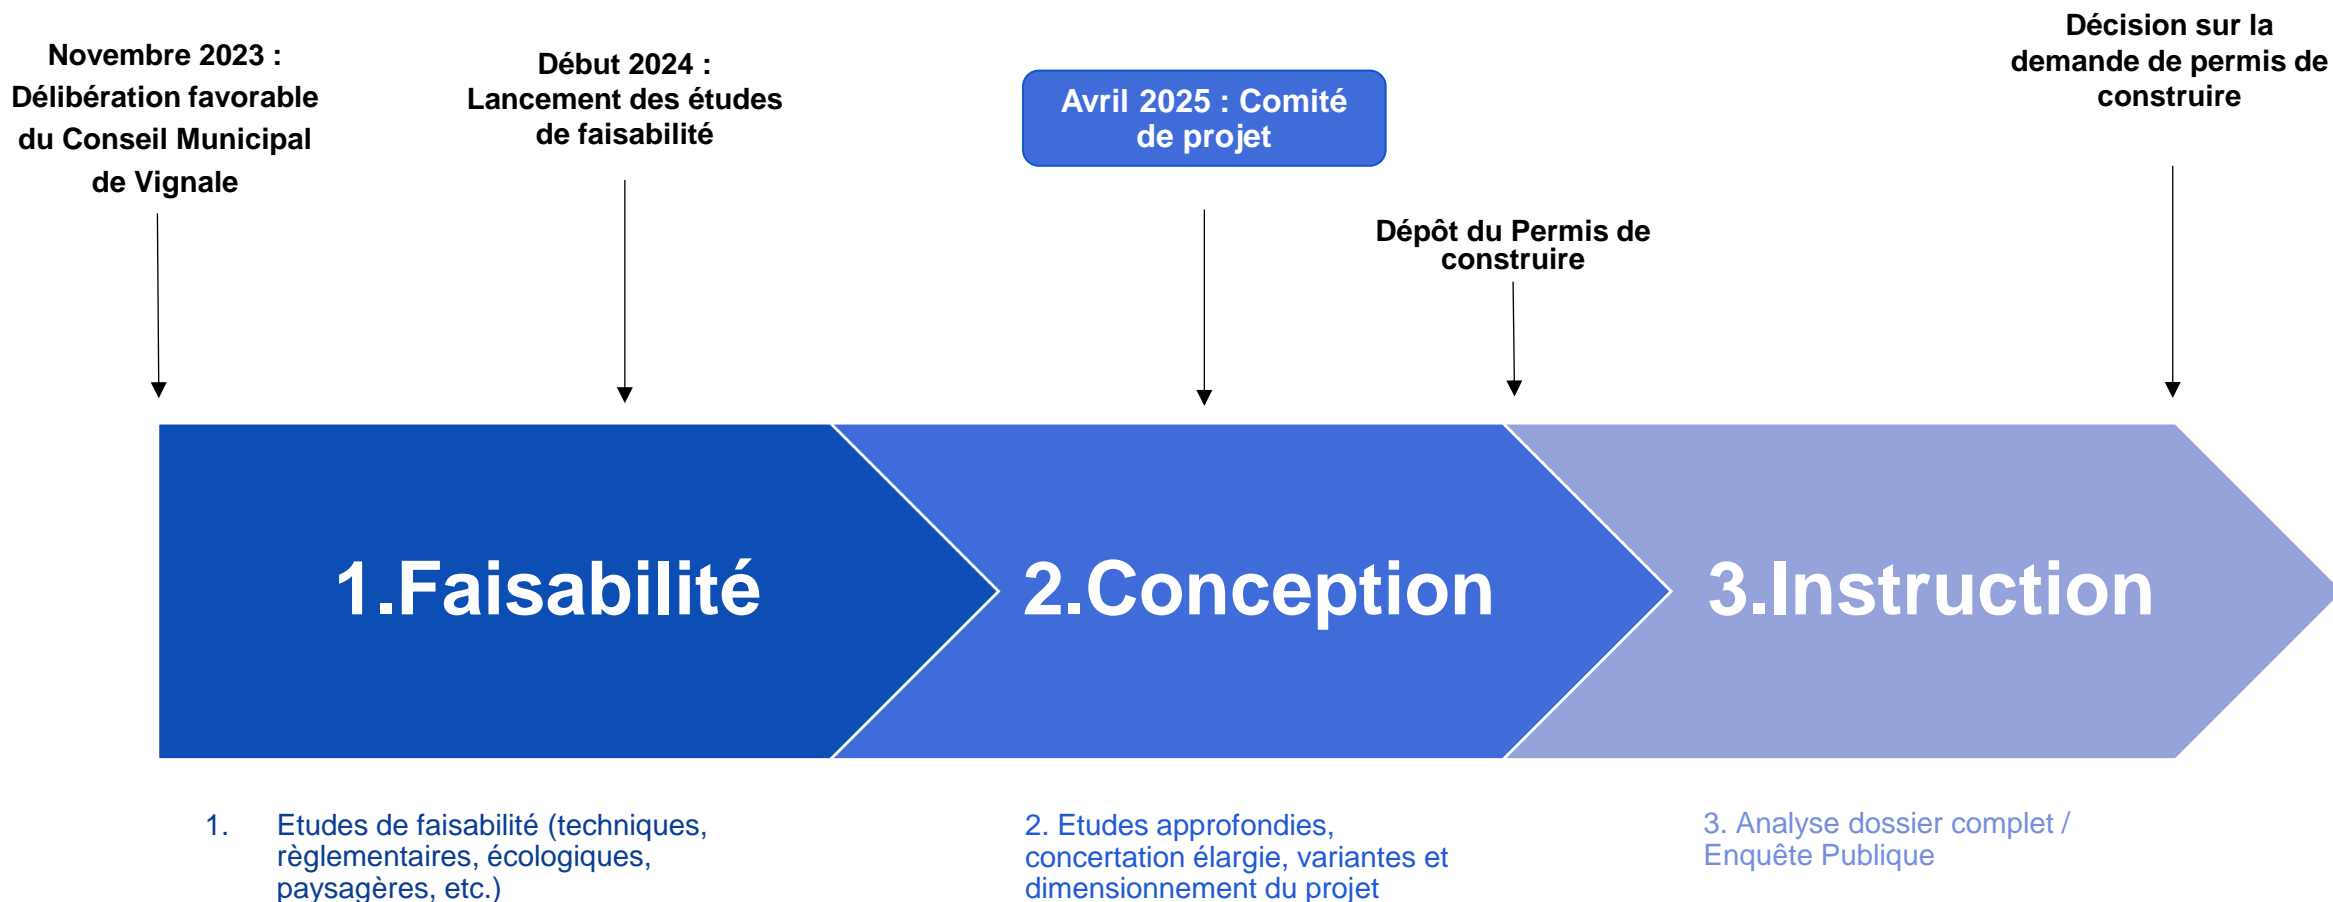 Novembre 2023 :
Délibération favorable
du Conseil Municipal
de Vignale
Début 2024 :
Lancement des études
de faisabilité
Avril 2025 : Comité
de projet
Dépôt du Permis de
construire
Décision sur la
demande de permis de
construire
1.Faisabilité
2.Conception
3.Instruction
1. Etudes de faisabilité (techniques,
règlementaires, écologiques,
paysagères, etc.)
2. Etudes approfondies,
concertation élargie, variantes et
dimensionnement du projet
3. Analyse dossier complet /
Enquête Publique